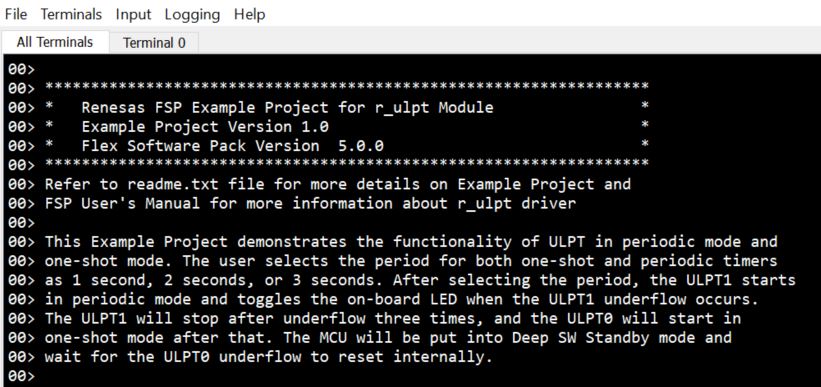 File Terminals Input Logging Help
All Terminals Terminal 0
00>
00> ******************************************************************
00> *   Renesas FSP Example Project for r_ulpt Module                *
00> *   Example Project Version 1.0                                  *
00> *   Flex Software Pack Version  5.0.0                            *
00> ******************************************************************
00> Refer to readme.txt file for more details on Example Project and
00> FSP User's Manual for more information about r_ulpt driver
00>
00> This Example Project demonstrates the functionality of ULPT in periodic mode and
00> one-shot mode. The user selects the period for both one-shot and periodic timers
00> as 1 second, 2 seconds, or 3 seconds. After selecting the period, the ULPT1 starts
00> in periodic mode and toggles the on-board LED when the ULPT1 underflow occurs.
00> The ULPT1 will stop after underflow three times, and the ULPT0 will start in
00> one-shot mode after that. The MCU will be put into Deep SW Standby mode and
00> wait for the ULPT0 underflow to reset internally.
00>